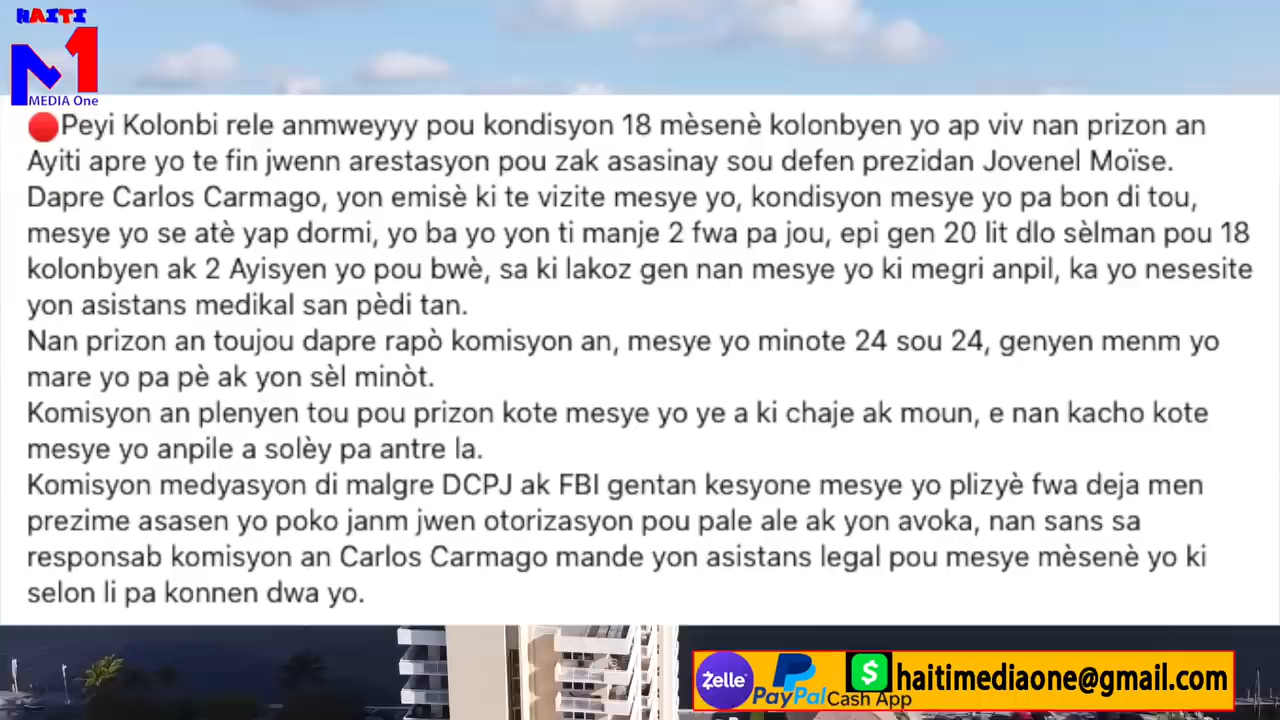 HAITI
M1
MEDIA One
🔴Peyi Kolonbi rele anmweyyy pou kondisyon 18 mèsenè kolonbyen yo ap viv nan prizon an
Ayiti apre yo te fin jwenn arestasyon pou zak asasinay sou defen prezidan Jovenel Moïse.
Dapre Carlos Carmago, yon emisè ki te vizite mesye yo, kondisyon mesye yo pa bon di tou,
mesye yo se atè yap dormi, yo ba yo yon ti manje 2 fwa pa jou, epi gen 20 lit dlo sèlman pou 18
kolonbyen ak 2 Ayisyen yo pou bwè, sa ki lakoz gen nan mesye yo ki megri anpil, ka yo nesesite
yon asistans medikal san pèdi tan.
Nan prizon an toujou dapre rapò komisyon an, mesye yo minote 24 sou 24, genyen menm yo
mare yo pa pè ak yon sèl minòt.
Komisyon an plenyen tou pou prizon kote mesye yo ye a ki chaje ak moun, e nan kacho kote
mesye yo anpile a solèy pa antre la.
Komisyon medyasyon di malgre DCPJ ak FBI gentan kesyone mesye yo plizyè fwa deja men
prezime asasen yo poko janm jwen otorizasyon pou pale ale ak yon avoka, nan sans sa
responsab komisyon an Carlos Carmago mande yon asistans legal pou mesye mèsenè yo ki
selon li pa konnen dwa yo.
Zelle PayPal $ Cash App haitimediaone@gmail.com